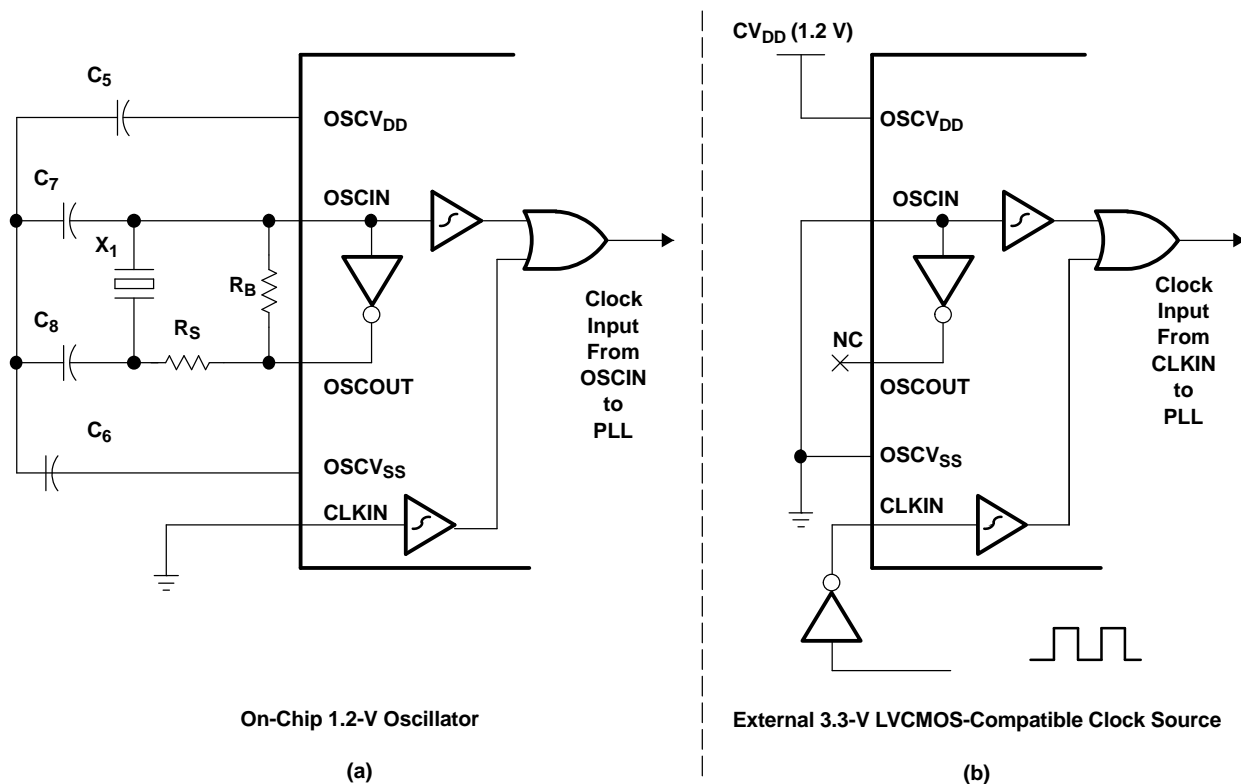 C5
OSCVDD
C7
OSCIN
X1
RB
C8
RS
OSCOUT
C6
OSCVSS
CLKIN
Clock
Input
From
OSCIN
to
PLL
On-Chip 1.2-V Oscillator
(a)
CVDD (1.2 V)
OSCVDD
OSCIN
NC
OSCOUT
OSCVSS
CLKIN
Clock
Input
From
CLKIN
to
PLL
External 3.3-V LVCMOS-Compatible Clock Source
(b)